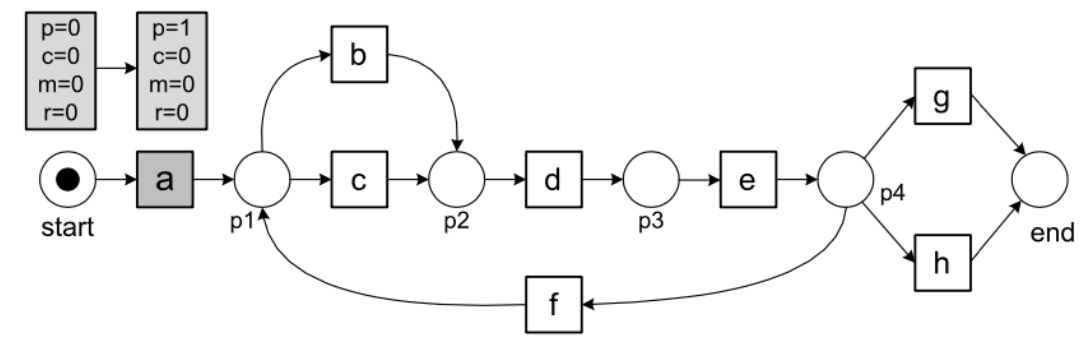 p=0
c=0
m=0
r=0
p=1
c=0
m=0
r=0
b
g
a
c
d
e
p4
start
p1
p2
p3
end
h
f